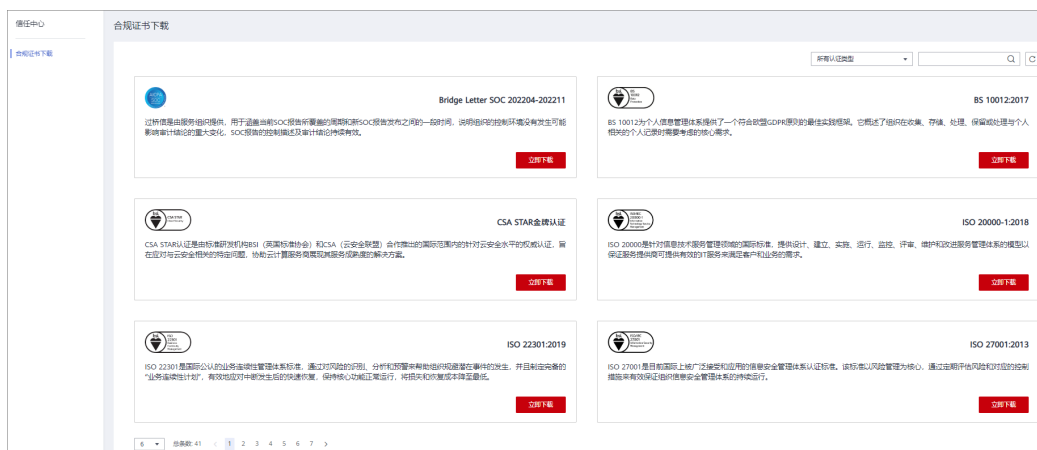 信任中心
合规证书下载
合规证书下载
所有认证类型
AICPA
Bridge Letter SOC 202204-202211
过桥信是由服务组织提供，用于涵盖当前SOC报告所覆盖的周期和新SOC报告发布之间的一段时间，说明组织的控制环境没有发生可能
影响审计结论的重大变化，SOC报告的控制描述及审计结论持续有效。
立即下载
bsi.
BS 10012:2017
BS 10012为个人信息管理体系提供了一个符合欧盟GDPR原则的最佳实践框架。它概述了组织在收集、存储、处理、保留或处理与个人
相关的个人记录时需要考虑的核心需求。
立即下载
bsi.
CSA STAR
CSA STAR金牌认证
CSA STAR认证是由标准研发机构BSI（英国标准协会）和CSA（云安全联盟）合作推出的国际范围内的针对云安全水平的权威认证，旨
在应对与云安全相关的特定问题，协助云计算服务商展现其服务成熟度的解决方案。
立即下载
bsi.
ISO 20000-1:2018
ISO 20000是针对信息技术服务管理领域的国际标准，提供设计、建立、实施、运行、监控、评审、维护和改进服务管理体系的模型以
保证服务提供商可提供有效的IT服务来满足客户和业务的需求。
立即下载
bsi.
ISO 22301:2019
ISO 22301是国际公认的业务连续性管理体系标准，通过对风险的识别、分析和预警来帮助组织规避潜在事件的发生，并且制定完备的
“业务连续性计划”，有效地应对中断发生后的快速恢复，保持核心功能正常运行，将损失和恢复成本降至最低。
立即下载
bsi.
ISO 27001:2013
ISO 27001是目前国际上被广泛接受和应用的信息安全管理体系认证标准。该标准以风险管理为核心，通过定期评估风险和对应的控制
措施来有效保证组织信息安全管理体系的持续运行。
立即下载
6 总条数: 41 < 1 2 3 4 5 6 7 >